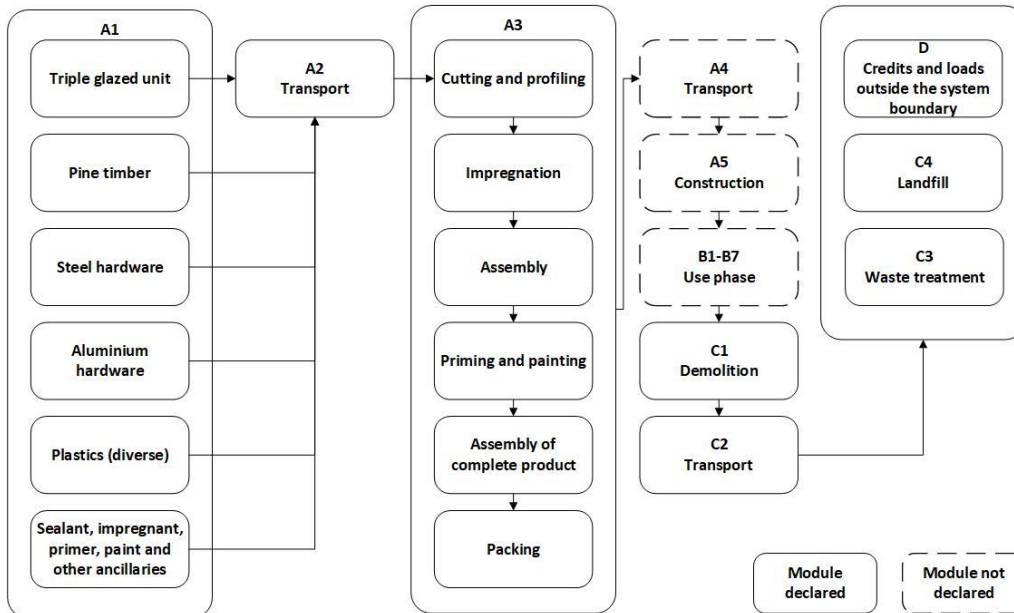 A1
Triple glazed unit
Pine timber
Steel hardware
Aluminium
hardware
Plastics (diverse)
Sealant, impregnant,
primer, paint and
other ancillaries
A2
Transport
A3
Cutting and profiling
Impregnation
Assembly
Priming and painting
Assembly of
complete product
Packing
A4
Transport
A5
Construction
B1-B7
Use phase
C1
Demolition
C2
Transport
D
Credits and loads
outside the system
boundary
C4
Landfill
C3
Waste treatment
Module
declared
Module not
declared